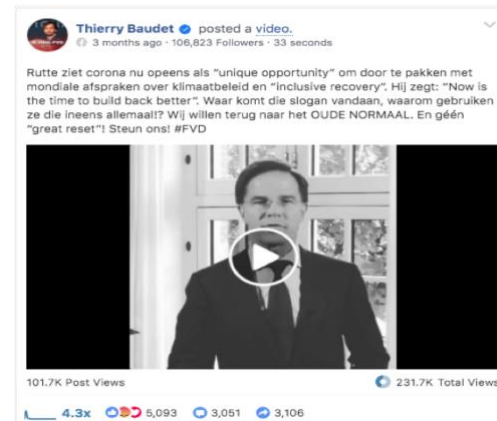 Thierry Baudet posted a video.
3 months ago · 106,823 Followers · 33 seconds
Rutte ziet corona nu opeens als "unique opportunity" om door te pakken met
mondiale afspraken over klimaatbeleid en "inclusive recovery". Hij zegt: "Now is
the time to build back better". Waar komt die slogan vandaan, waarom gebruiken
ze die ineens allemaal!? Wij willen terug naar het OUDE NORMAAL. En géén
"great reset"! Steun ons! #FVD
101.7K Post Views 231.7K Total Views
4.3x 5,093 3,051 3,106